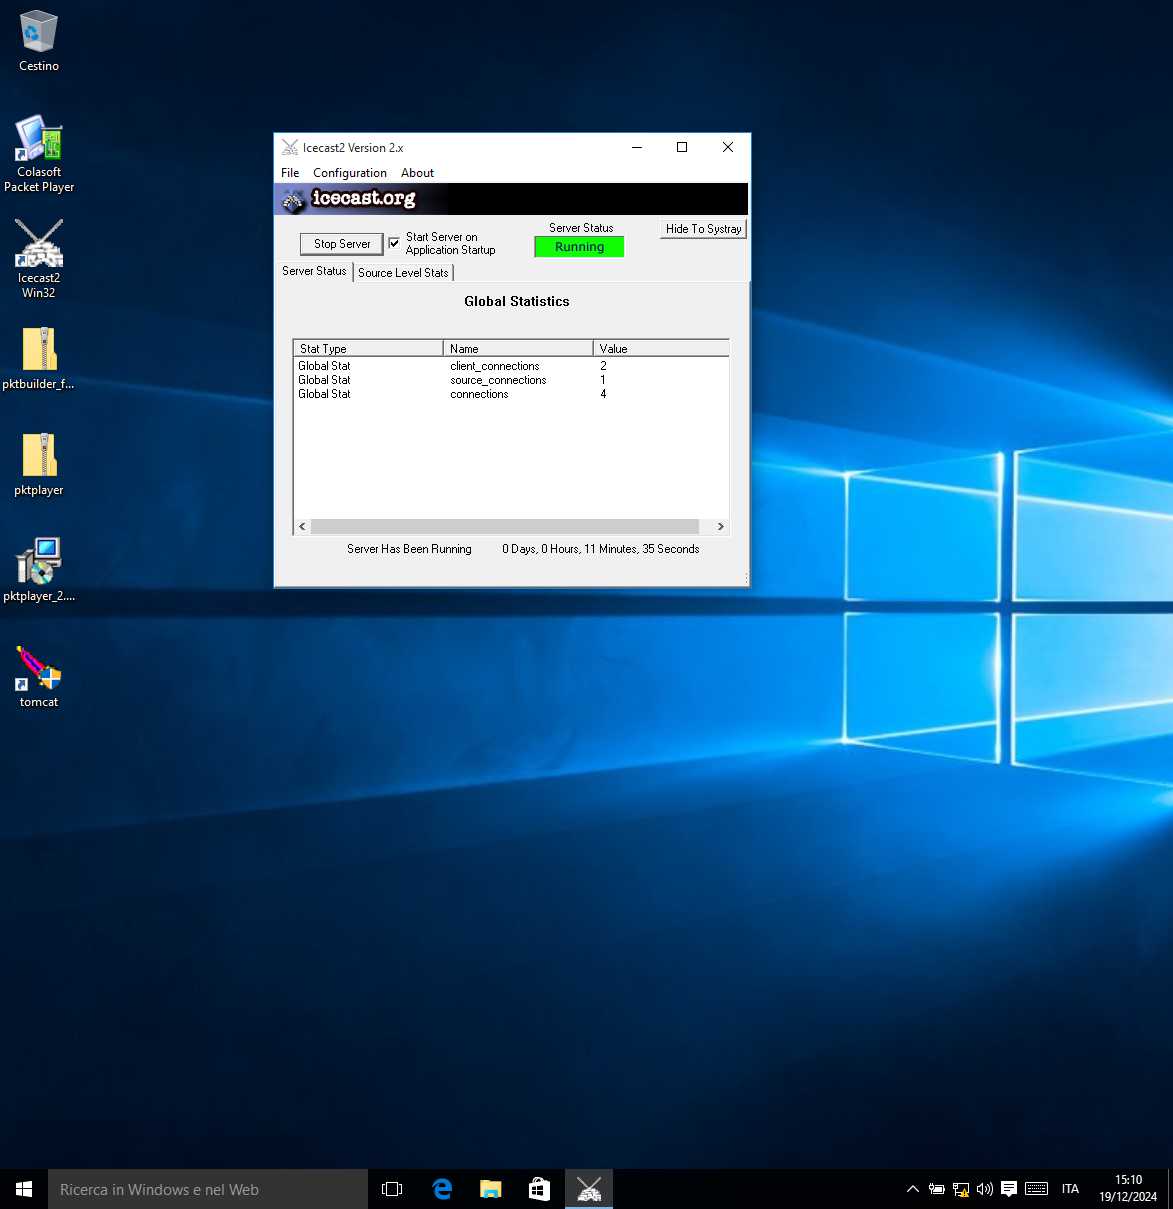 Cestino
Colasoft
Packet Player
Icecast2
Win32
pktbuilder_f...
pktplayer
pktplayer_2....
tomcat
Icecast2 Version 2.x
File Configuration About
icecast.org
Stop Server
Start Server on
Application Startup
Server Status
Running
Hide To Systray
Server Status Source Level Stats
Global Statistics
Stat Type Name Value
Global Stat client_connections 2
Global Stat source_connections 1
Global Stat connections 4
Server Has Been Running 0 Days, 0 Hours, 11 Minutes, 35 Seconds
Ricerca in Windows e nel Web
ITA
15:10
19/12/2024